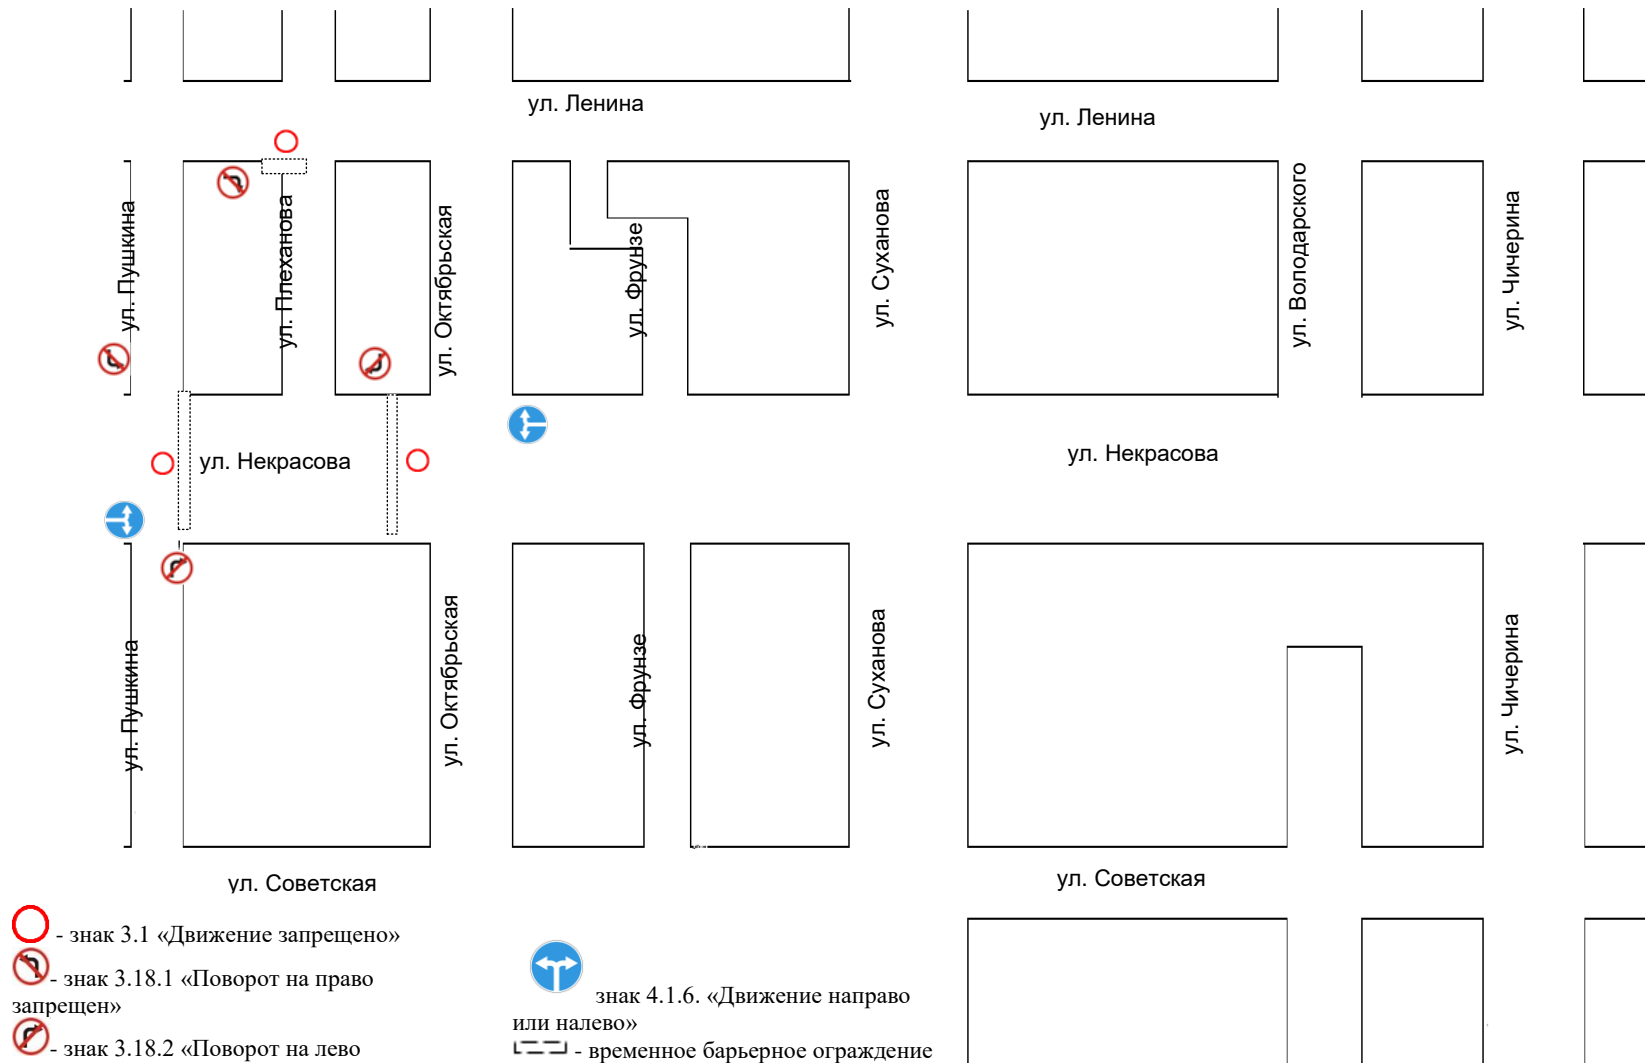 ул. Ленина
ул. Ленина
ул. Пушкина
ул. Плеханова
ул. Октябрьская
ул. Фрунзе
ул. Суханова
ул. Володарского
ул. Чичерина
ул. Некрасова
ул. Некрасова
ул. Пушкина
ул. Октябрьская
ул. Фрунзе
ул. Суханова
ул. Чичерина
ул. Советская
ул. Советская
- знак 3.1 «Движение запрещено»
- знак 3.18.1 «Поворот на право
запрещен»
- знак 3.18.2 «Поворот на лево
знак 4.1.6. «Движение направо
или налево»
- временное барьерное ограждение